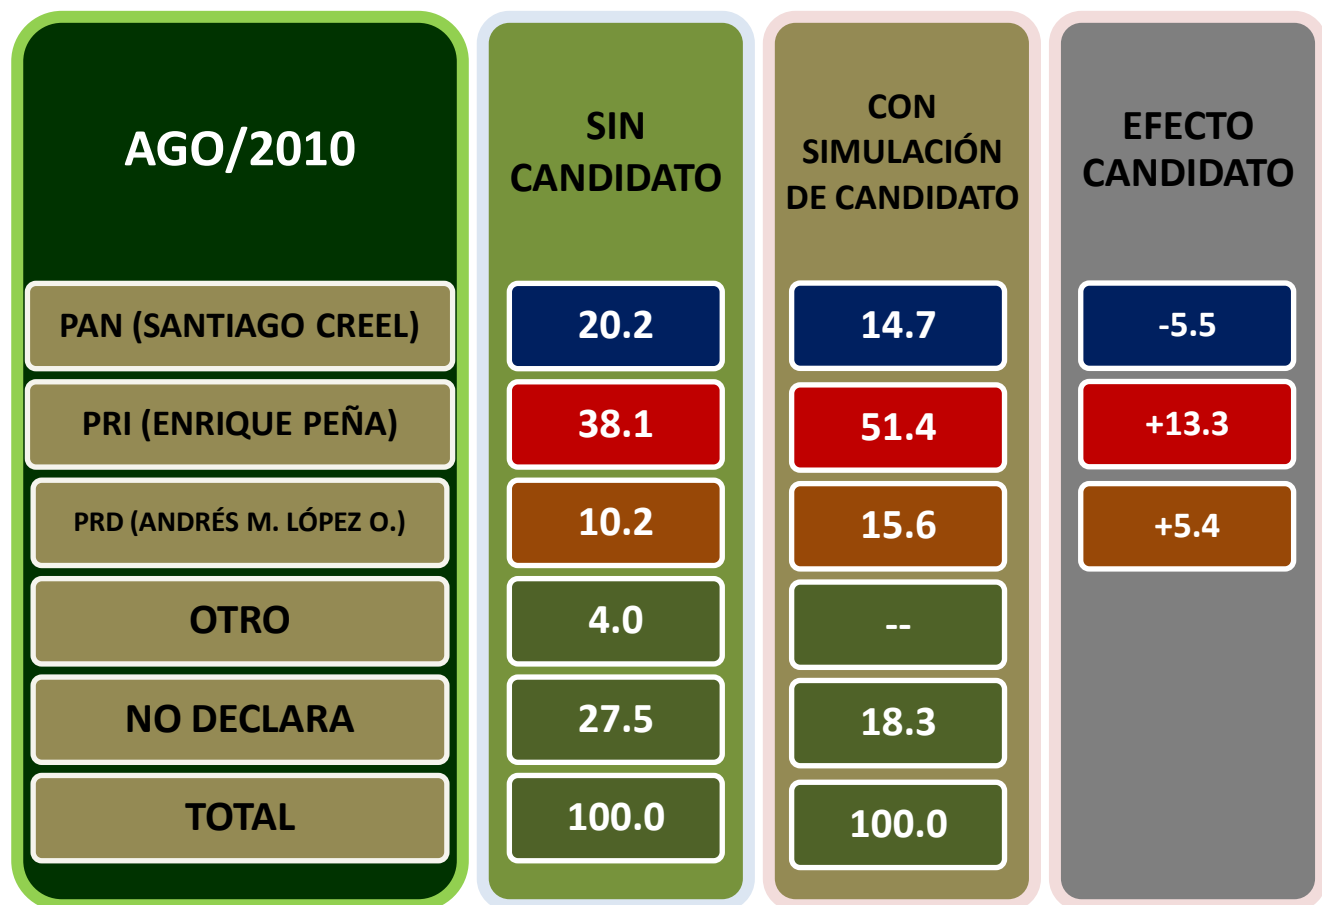 AGO/2010
SIN
CANDIDATO
CON
SIMULACIÓN
DE CANDIDATO
EFECTO
CANDIDATO
PAN (SANTIAGO CREEL) 20.2 14.7 -5.5
PRI (ENRIQUE PEÑA) 38.1 51.4 +13.3
PRD (ANDRÉS M. LÓPEZ O.) 10.2 15.6 +5.4
OTRO 4.0 --
NO DECLARA 27.5 18.3
TOTAL 100.0 100.0